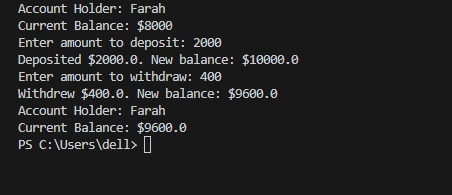 Account Holder: Farah
Current Balance: $8000
Enter amount to deposit: 2000
Deposited $2000.0. New balance: $10000.0
Enter amount to withdraw: 400
Withdrew $400.0. New balance: $9600.0
Account Holder: Farah
Current Balance: $9600.0
PS C:\Users\dell>